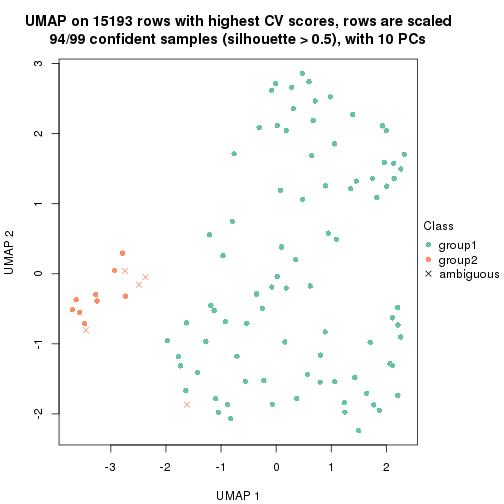 UMAP on 15193 rows with highest CV scores, rows are scaled
94/99 confident samples (silhouette > 0.5), with 10 PCs
3
2
1
0
-1
-2
UMAP 2
-3
-2
-1
0
1
2
UMAP 1
Class
group1
group2
ambiguous